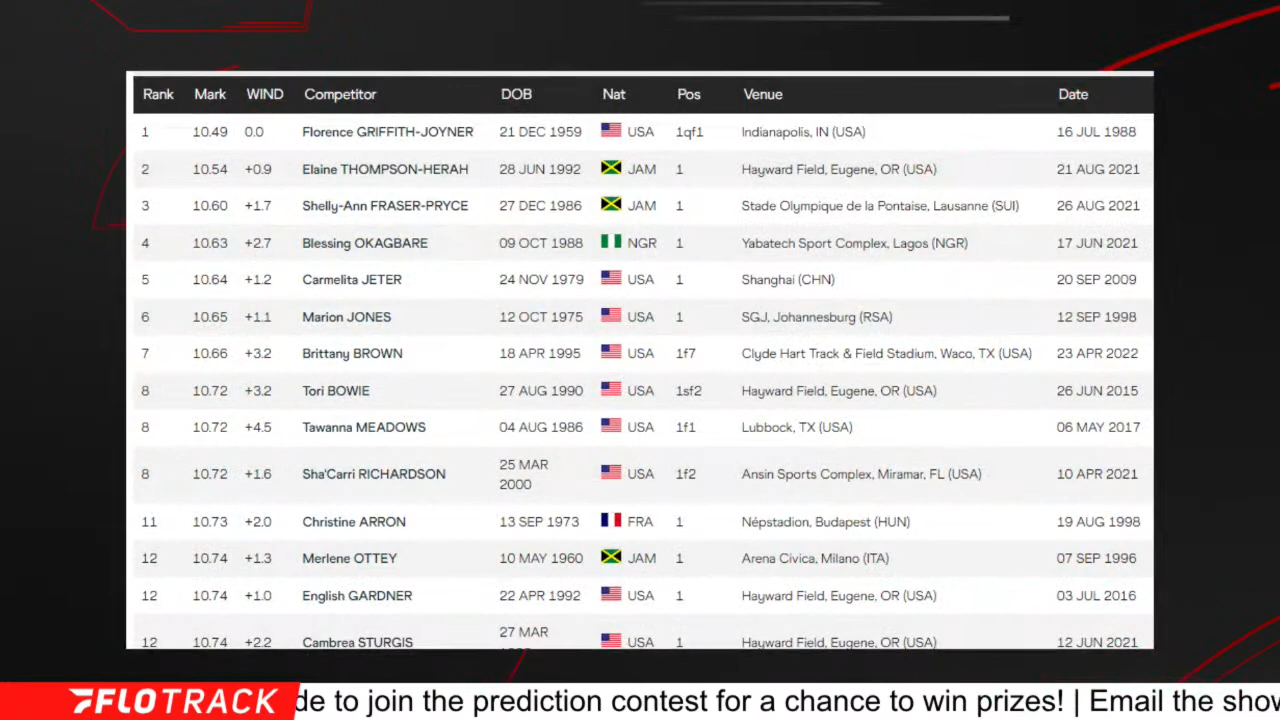 Rank Mark WIND Competitor DOB Nat Pos Venue Date
1 10.49 0.0 Florence GRIFFITH-JOYNER 21 DEC 1959 USA 1qf1 Indianapolis, IN (USA) 16 JUL 1988
2 10.54 +0.9 Elaine THOMPSON-HERAH 28 JUN 1992 JAM 1 Hayward Field, Eugene, OR (USA) 21 AUG 2021
3 10.60 +1.7 Shelly-Ann FRASER-PRYCE 27 DEC 1986 JAM 1 Stade Olympique de la Pontaise, Lausanne (SUI) 26 AUG 2021
4 10.63 +2.7 Blessing OKAGBARE 09 OCT 1988 NGR 1 Yabatech Sport Complex, Lagos (NGR) 17 JUN 2021
5 10.64 +1.2 Carmelita JETER 24 NOV 1979 USA 1 Shanghai (CHN) 20 SEP 2009
6 10.65 +1.1 Marion JONES 12 OCT 1975 USA 1 SGJ, Johannesburg (RSA) 12 SEP 1998
7 10.66 +3.2 Brittany BROWN 18 APR 1995 USA 1f7 Clyde Hart Track & Field Stadium, Waco, TX (USA) 23 APR 2022
8 10.72 +3.2 Tori BOWIE 27 AUG 1990 USA 1sf2 Hayward Field, Eugene, OR (USA) 26 JUN 2015
8 10.72 +4.5 Tawanna MEADOWS 04 AUG 1986 USA 1f1 Lubbock, TX (USA) 06 MAY 2017
8 10.72 +1.6 Sha'Carri RICHARDSON 25 MAR 2000 USA 1f2 Ansin Sports Complex, Miramar, FL (USA) 10 APR 2021
11 10.73 +2.0 Christine ARRON 13 SEP 1973 FRA 1 Népstadion, Budapest (HUN) 19 AUG 1998
12 10.74 +1.3 Merlene OTTEY 10 MAY 1960 JAM 1 Arena Civica, Milano (ITA) 07 SEP 1996
12 10.74 +1.0 English GARDNER 22 APR 1992 USA 1 Hayward Field, Eugene, OR (USA) 03 JUL 2016
12 10.74 +2.2 Cambrea STURGIS 27 MAR USA 1 Hayward Field, Eugene, OR (USA) 12 JUN 2021
FLOTRACK de to join the prediction contest for a chance to win prizes! | Email the show